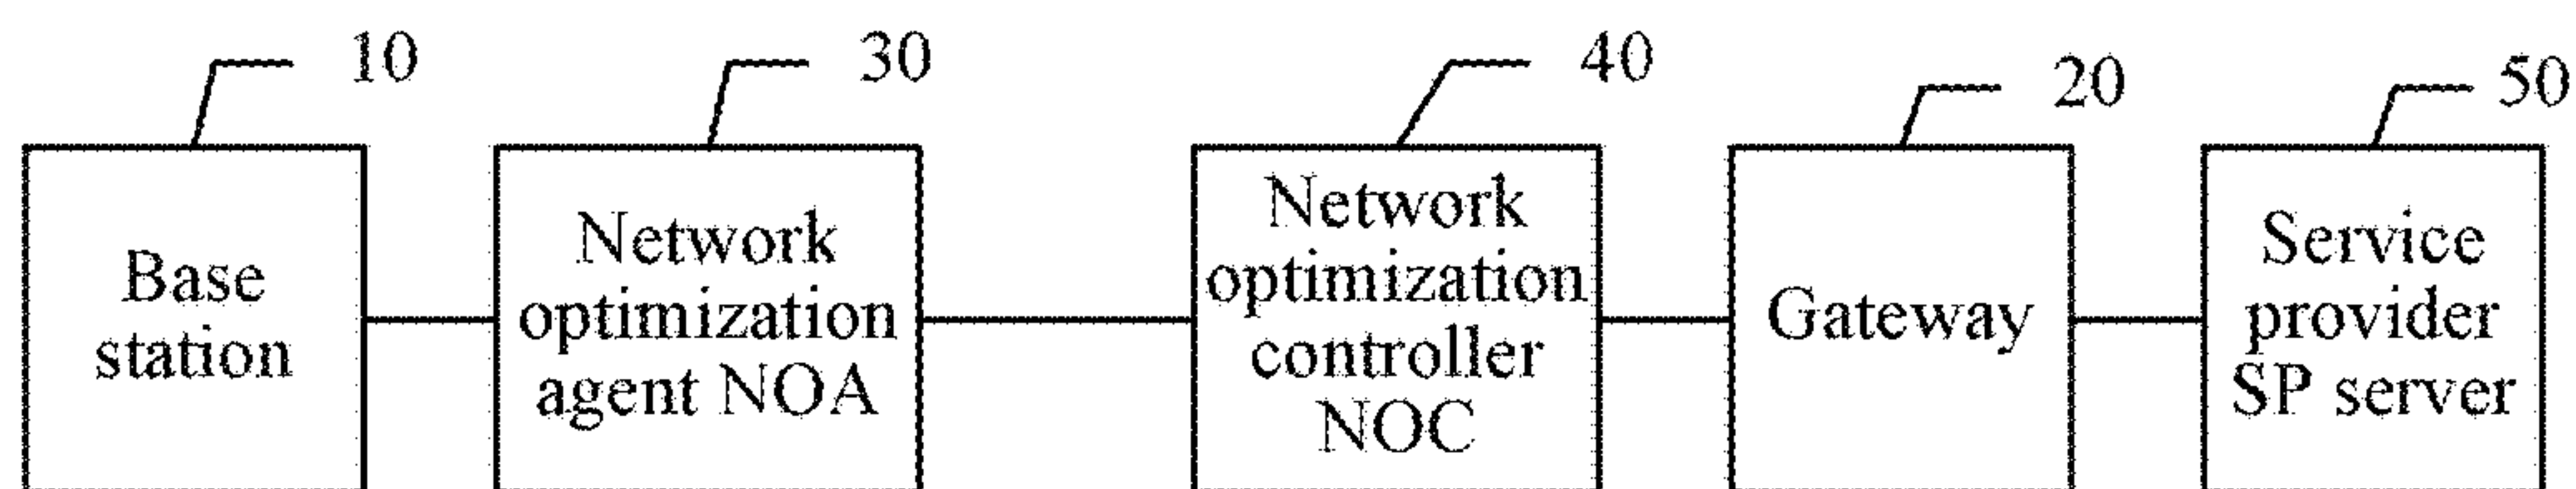 10
30
40
20
50
Base
station
Network
optimization
agent NOA
Network
optimization
controller
NOC
Gateway
Service
provider
SP server